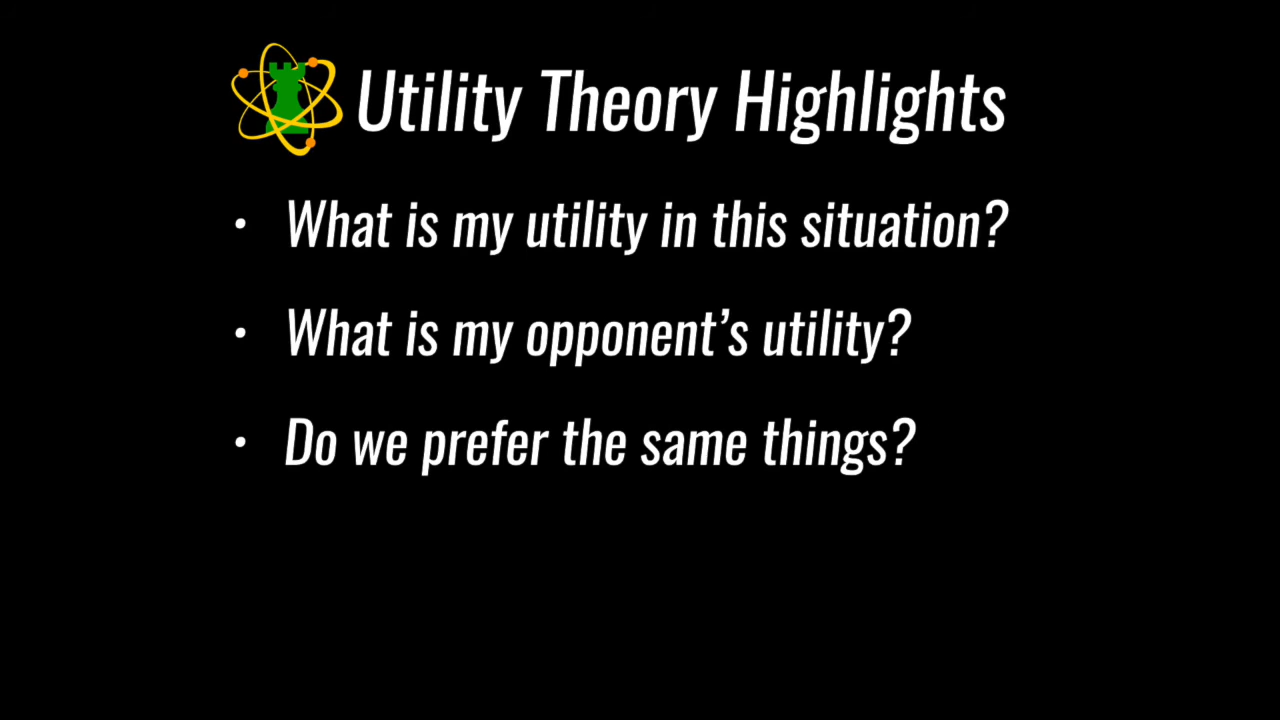 Utility Theory Highlights
• What is my utility in this situation?
• What is my opponent’s utility?
• Do we prefer the same things?